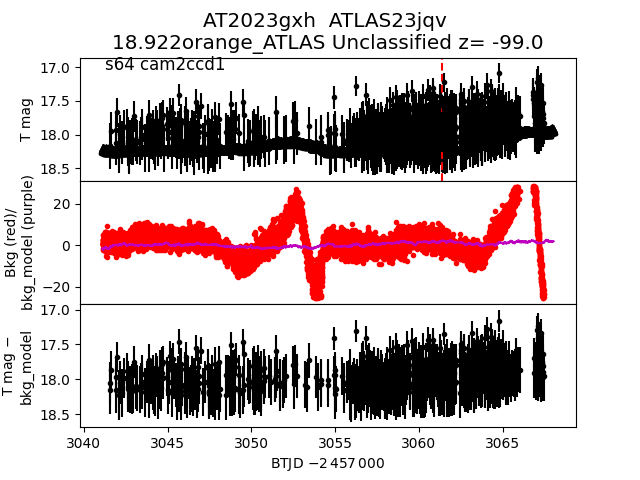 AT2023gxh ATLAS23jqv
18.922orange_ATLAS Unclassified z= -99.0
s64 cam2ccd1
17.0
17.5
18.0
18.5
T mag
20
0
−20
Bkg (red)/
bkg_model (purple)
17.0
17.5
18.0
18.5
T mag −
bkg_model
3040 3045 3050 3055 3060 3065
BTJD −2 457 000